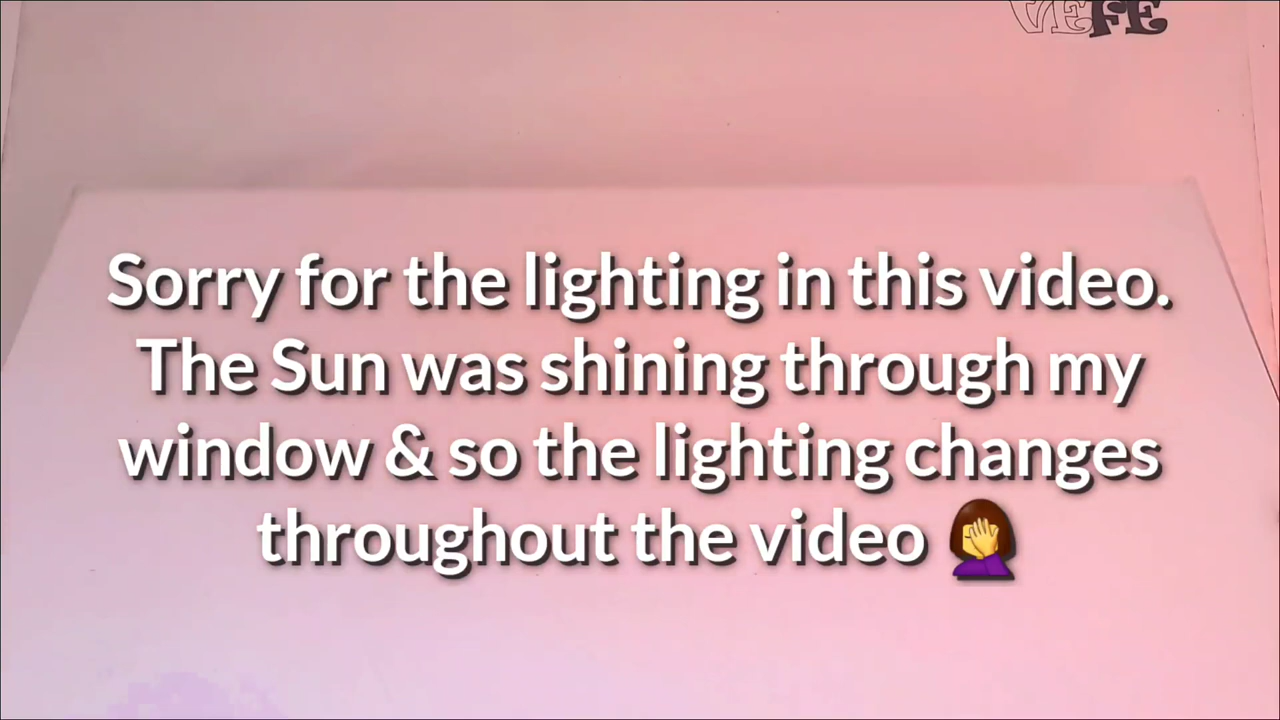 VEFE
Sorry for the lighting in this video.
The Sun was shining through my
window & so the lighting changes
throughout the video 🤦‍♀️